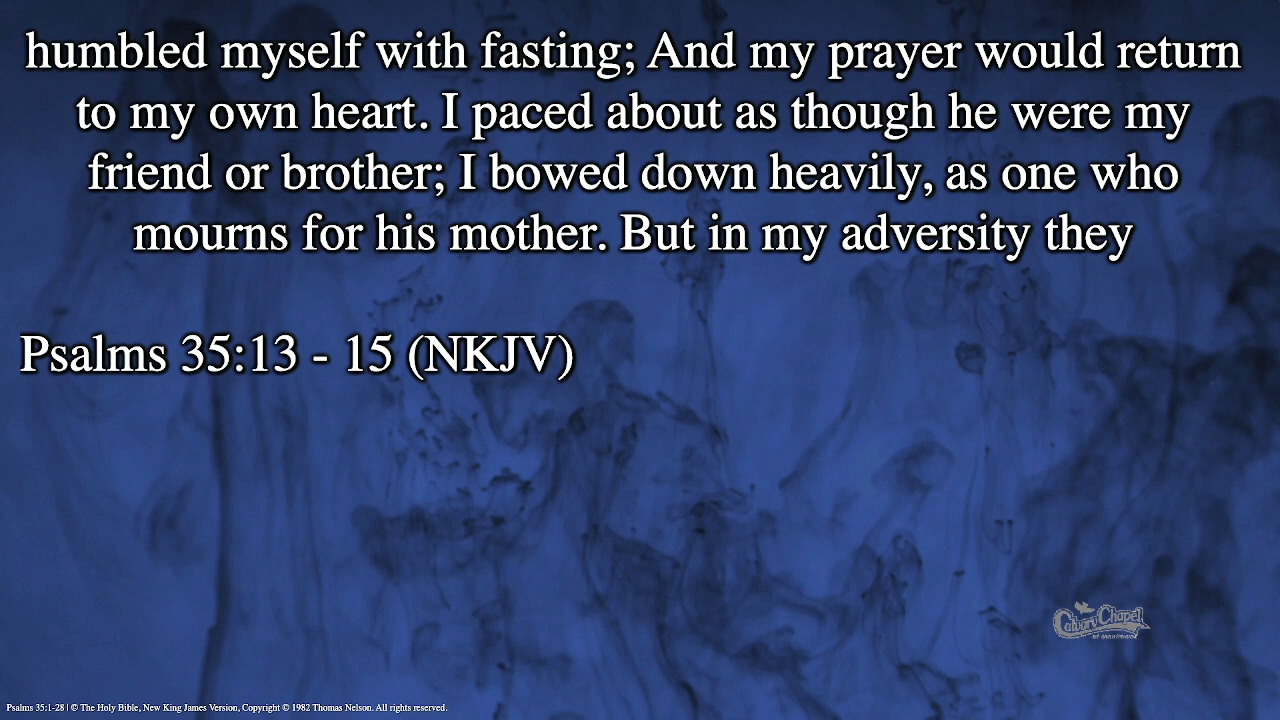 humbled myself with fasting; And my prayer would return
to my own heart. I paced about as though he were my
friend or brother; I bowed down heavily, as one who
mourns for his mother. But in my adversity they
Psalms 35:13 - 15 (NKJV)
Calvary Chapel
of Manitowoc
Psalms 35:1-28 | © The Holy Bible, New King James Version, Copyright © 1982 Thomas Nelson. All rights reserved.